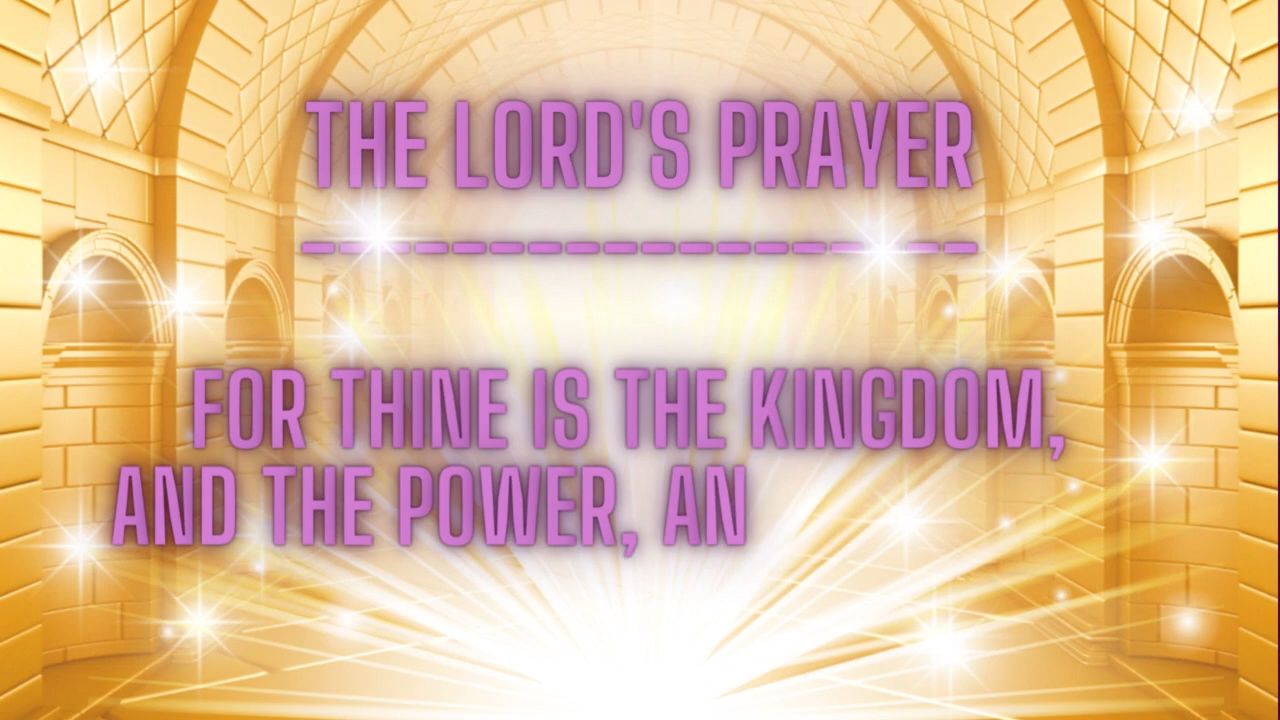 THE LORD'S PRAYER
------------------
FOR THINE IS THE KINGDOM,
AND THE POWER, AN